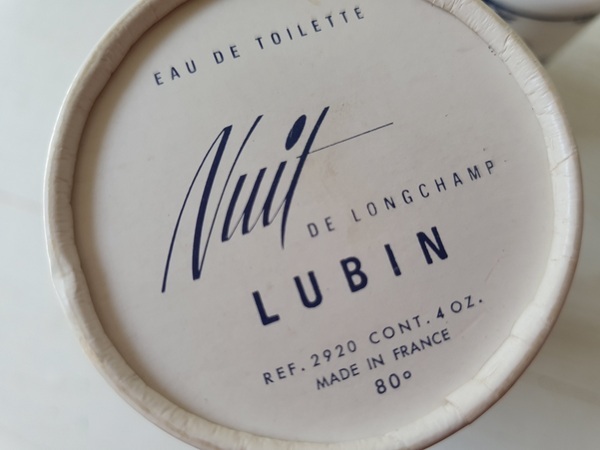 EAU DE TOILETTE
Nuit
DE LONGCHAMP
LUBIN
REF. 2920 CONT. 4 OZ.
MADE IN FRANCE
80°